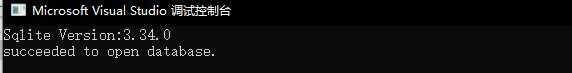 Microsoft Visual Studio 调试控制台
Sqlite Version:3.34.0
succeeded to open database.